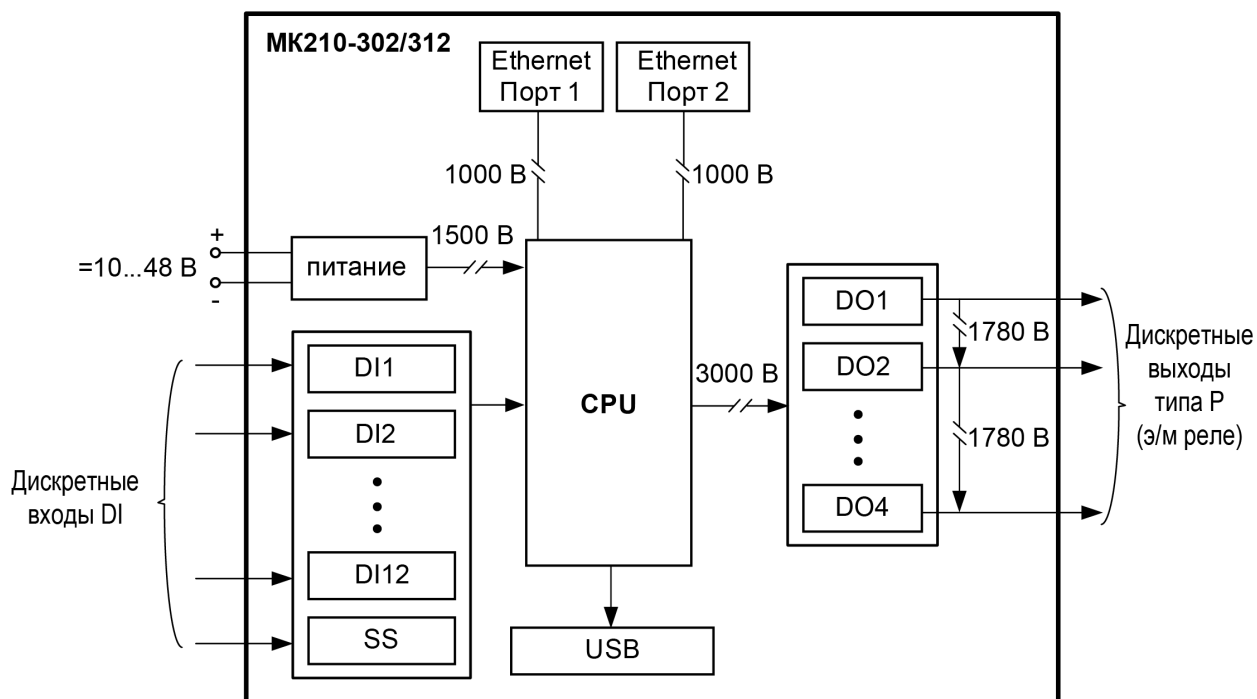 МК210-302/312
Ethernet
Порт 1
Ethernet
Порт 2
1000 В
1000 В
+
=10...48 В
-
питание
1500 В
DI1
DI2
DI12
SS
Дискретные
входы DI
CPU
3000 В
USB
DO1
DO2
DO4
1780 В
1780 В
Дискретные
выходы
типа Р
(э/м реле)